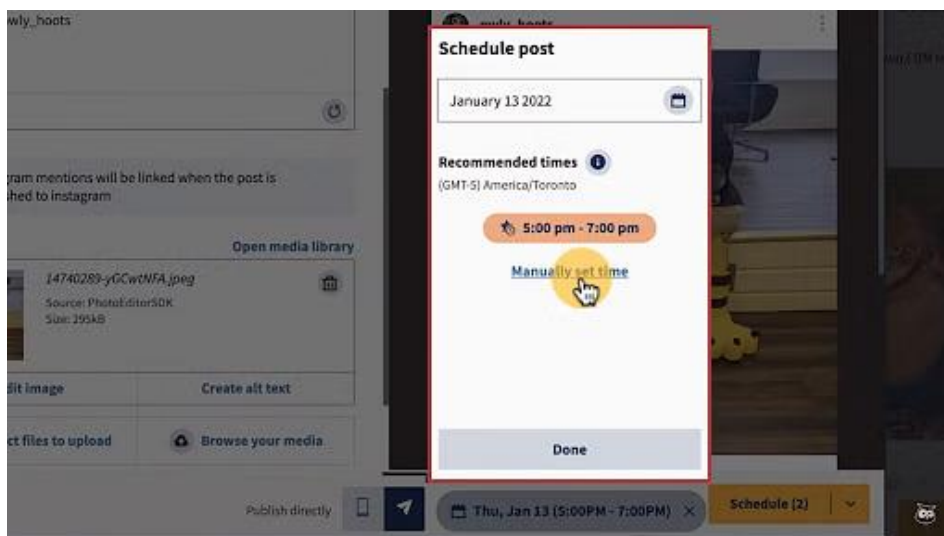 wly_hoots
owly_hoots
Schedule post
January 13 2022
Recommended times
(GMT-5) America/Toronto
5:00 pm - 7:00 pm
Manually set time
Done
gram mentions will be linked when the post is
shed to instagram
Open media library
14740289-yGCwtNFA.jpeg
Source: PhotoEditorSDK
Size: 295kB
dit image
Create alt text
ct files to upload
Browse your media
Publish directly
Thu, Jan 13 (5:00PM - 7:00PM)
Schedule (2)